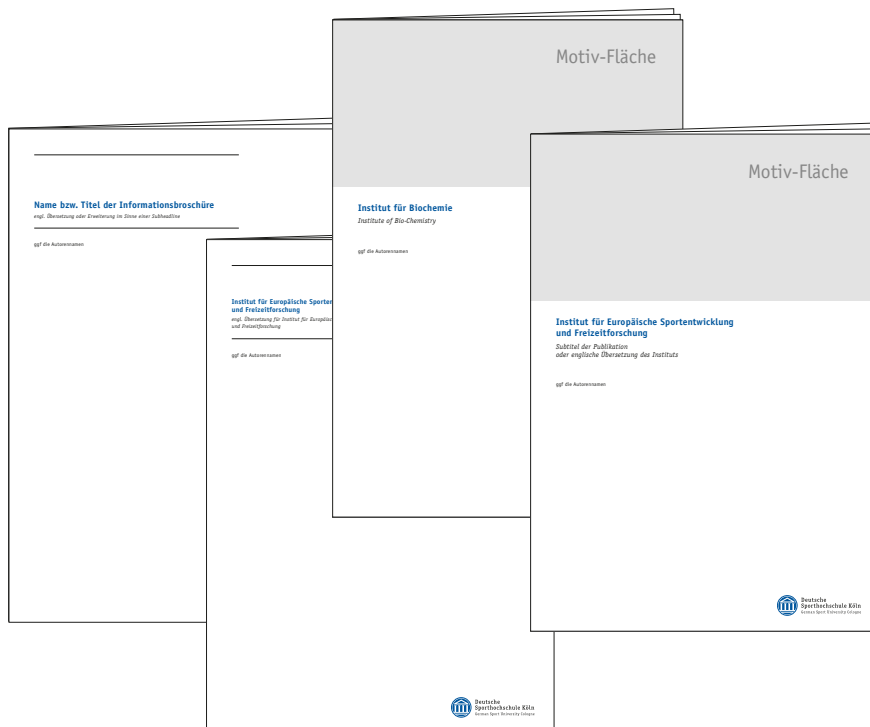 Name bzw. Titel der Informationsbroschüre
engl. Übersetzung oder Erweiterung im Sinne einer Subheadline
ggf die Autorennamen
Institut für Europäische
und Freizeitforschung
engl. Übersetzung für Institut für
und Freizeitforschung
ggf die Autorennamen
Deutsche
Sporthochschule Köln
German Sport University Cologne
Motiv-Fläche
Institut für Biochemie
Institute of Bio-Chemistry
ggf die Autorennamen
Motiv-Fläche
Institut für Europäische Sportentwicklung
und Freizeitforschung
Subtitel der Publikation
oder englische Übersetzung des Instituts
ggf die Autorennamen
Deutsche
Sporthochschule Köln
German Sport University Cologne